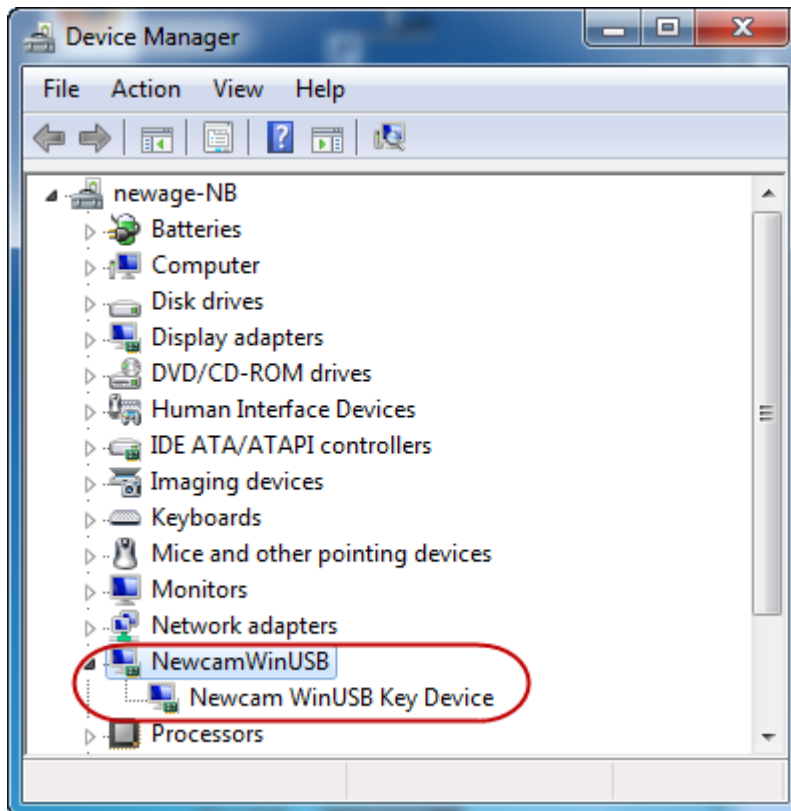 Device Manager
File Action View Help
newage-NB
Batteries
Computer
Disk drives
Display adapters
DVD/CD-ROM drives
Human Interface Devices
IDE ATA/ATAPI controllers
Imaging devices
Keyboards
Mice and other pointing devices
Monitors
Network adapters
NewcamWinUSB
Newcam WinUSB Key Device
Processors